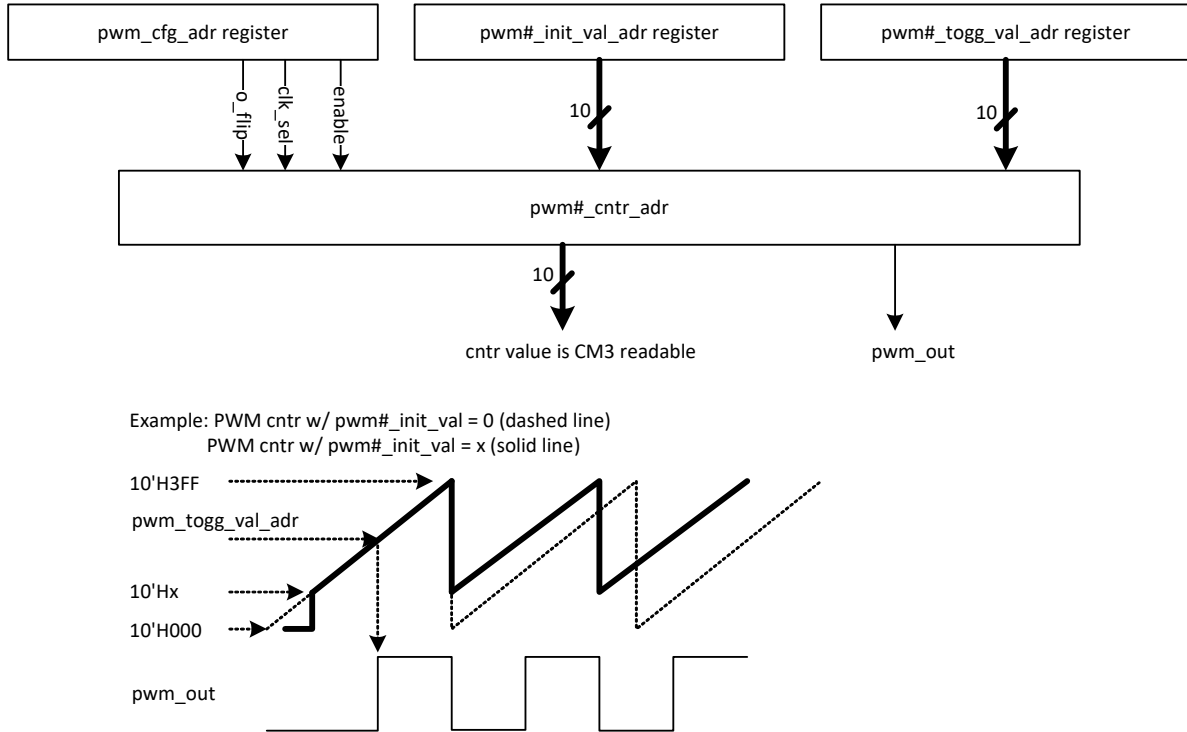 pwm_cfg_adr register
pwm#_init_val_adr register
pwm#_togg_val_adr register
o_flip
clk_sel
enable
10
10
pwm#_cntr_adr
10
cntr value is CM3 readable
pwm_out
Example: PWM cntr w/ pwm#_init_val = 0 (dashed line)
PWM cntr w/ pwm#_init_val = x (solid line)
10'H3FF
pwm_togg_val_adr
10'Hx
10'H000
pwm_out